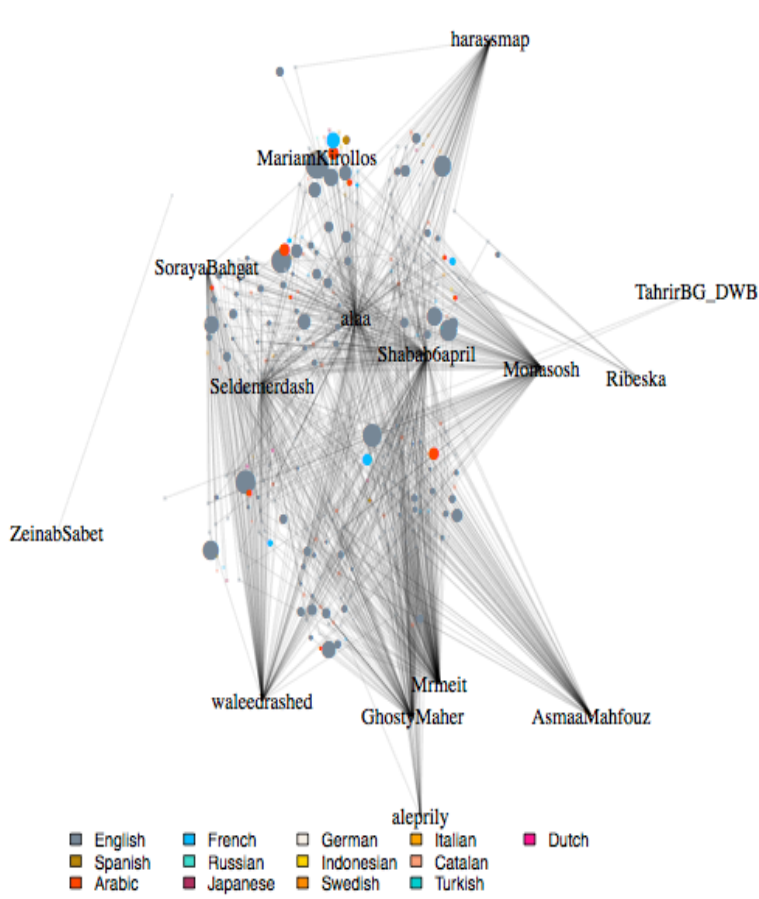 harassmap
MariamKirollos
SorayaBahgat
TahrirBG_DWB
alaa
Shabab6april
Monasosh
Ribeska
Seldemerdash
ZeinabSabet
Mrmeit
waleedrashed
GhostyMaher
AsmaaMahfouz
aleprily
English French German Italian Dutch
Spanish Russian Indonesian Catalan
Arabic Japanese Swedish Turkish